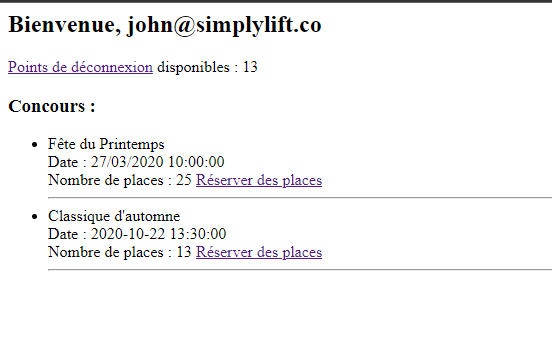 Bienvenue, john@simplylift.co
Points de déconnexion disponibles : 13
Concours :
Fête du Printemps
Date : 27/03/2020 10:00:00
Nombre de places : 25 Réserver des places
Classique d'automne
Date : 2020-10-22 13:30:00
Nombre de places : 13 Réserver des places